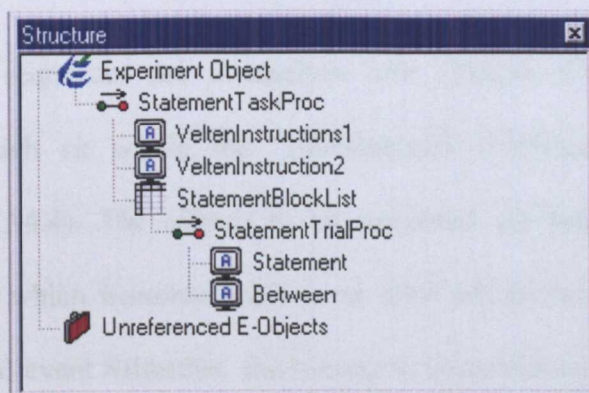 Structure
Experiment Object
StatementTaskProc
VeltenInstructions1
VeltenInstruction2
StatementBlockList
StatementTrialProc
Statement
Between
Unreferenced E-Objects